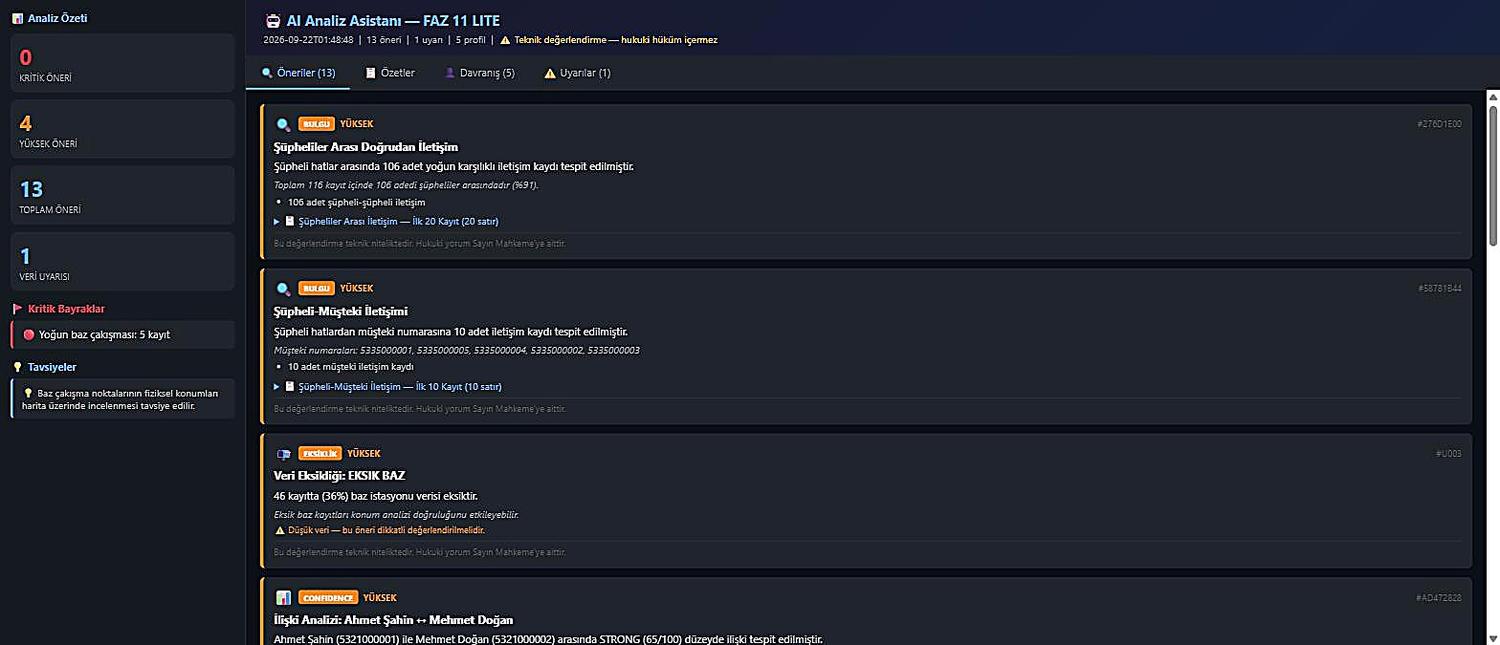 Analiz Özeti
0
KRİTİK ÖNERİ
4
YÜKSEK ÖNERİ
13
TOPLAM ÖNERİ
1
VERİ UYARISI
Kritik Bayraklar
Yoğun baz çakışması: 5 kayıt
Tavsiyeler
Baz çakışma noktalarının fiziksel konumları
harita üzerinde incelenmesi tavsiye edilir.
AI Analiz Asistanı — FAZ 11 LITE
2026-09-22T01:48:48 | 13 öneri | 1 uyarı | 5 profil | Teknik değerlendirme — hukuki hüküm içermez
Öneriler (13) Özetler Davranış (5) Uyarılar (1)
BULGU YÜKSEK #276D1E00
Şüpheliler Arası Doğrudan İletişim
Şüpheli hatlar arasında 106 adet yoğun karşılıklı iletişim kaydı tespit edilmiştir.
Toplam 116 kayıt içinde 106 adedi şüpheliler arasındadır (%91).
• 106 adet şüpheli-şüpheli iletişim
▸ Şüpheliler Arası İletişim — İlk 20 Kayıt (20 satır)
Bu değerlendirme teknik niteliktedir. Hukuki yorum Sayın Mahkeme'ye aittir.
BULGU YÜKSEK #58781B44
Şüpheli-Müşteki İletişimi
Şüpheli hatlardan müşteki numarasına 10 adet iletişim kaydı tespit edilmiştir.
Müşteki numaraları: 5335000001, 5335000005, 5335000004, 5335000002, 5335000003
• 10 adet müşteki iletişim kaydı
▸ Şüpheli-Müşteki İletişim — İlk 10 Kayıt (10 satır)
Bu değerlendirme teknik niteliktedir. Hukuki yorum Sayın Mahkeme'ye aittir.
EKSİKLİK YÜKSEK #U003
Veri Eksikliği: EKSIK BAZ
46 kayıtta (36%) baz istasyonu verisi eksiktir.
Eksik baz kayıtları konum analizi doğruluğunu etkileyebilir.
Düşük veri — bu öneri dikkatli değerlendirilmelidir.
Bu değerlendirme teknik niteliktedir. Hukuki yorum Sayın Mahkeme'ye aittir.
CONFIDENCE YÜKSEK #AD472828
İlişki Analizi: Ahmet Şahin ↔ Mehmet Doğan
Ahmet Şahin (5321000001) ile Mehmet Doğan (5321000002) arasında STRONG (65/100) düzeyde ilişki tespit edilmiştir.